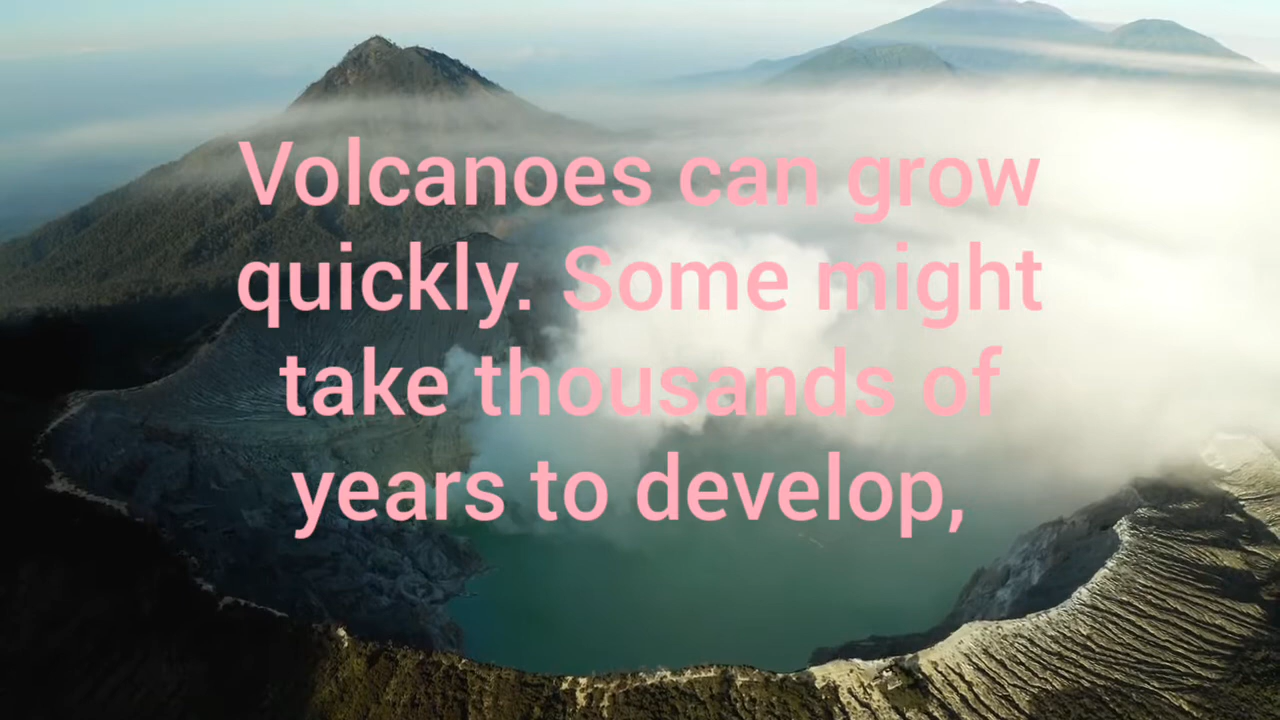 Volcanoes can grow
quickly. Some might
take thousands of
years to develop,